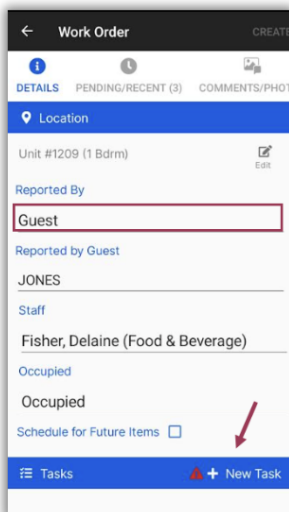 Work Order
CREATE
DETAILS
PENDING/RECENT (3)
COMMENTS/PHOT
Location
Unit #1209 (1 Bdrm)
Edit
Reported By
Guest
Reported by Guest
JONES
Staff
Fisher, Delaine (Food & Beverage)
Occupied
Occupied
Schedule for Future Items
Tasks
+ New Task